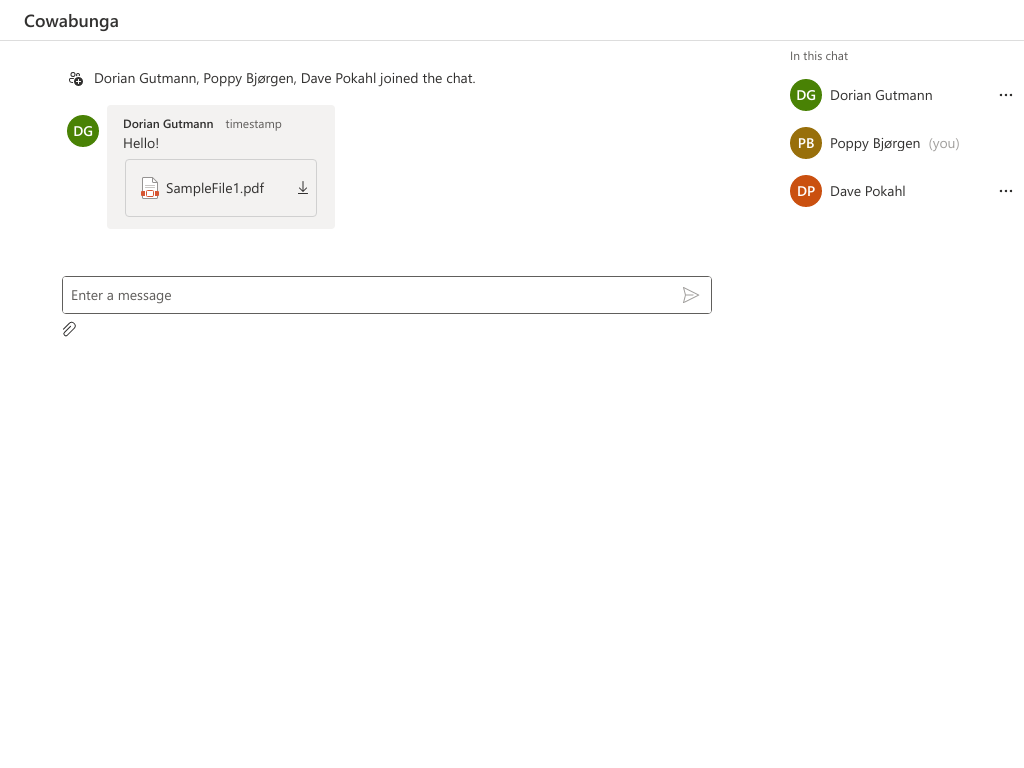 Cowabunga
Dorian Gutmann, Poppy Bjørgen, Dave Pokahl joined the chat.
DG
Dorian Gutmann timestamp
Hello!
SampleFile1.pdf
Enter a message
In this chat
DG Dorian Gutmann
PB Poppy Bjørgen (you)
DP Dave Pokahl